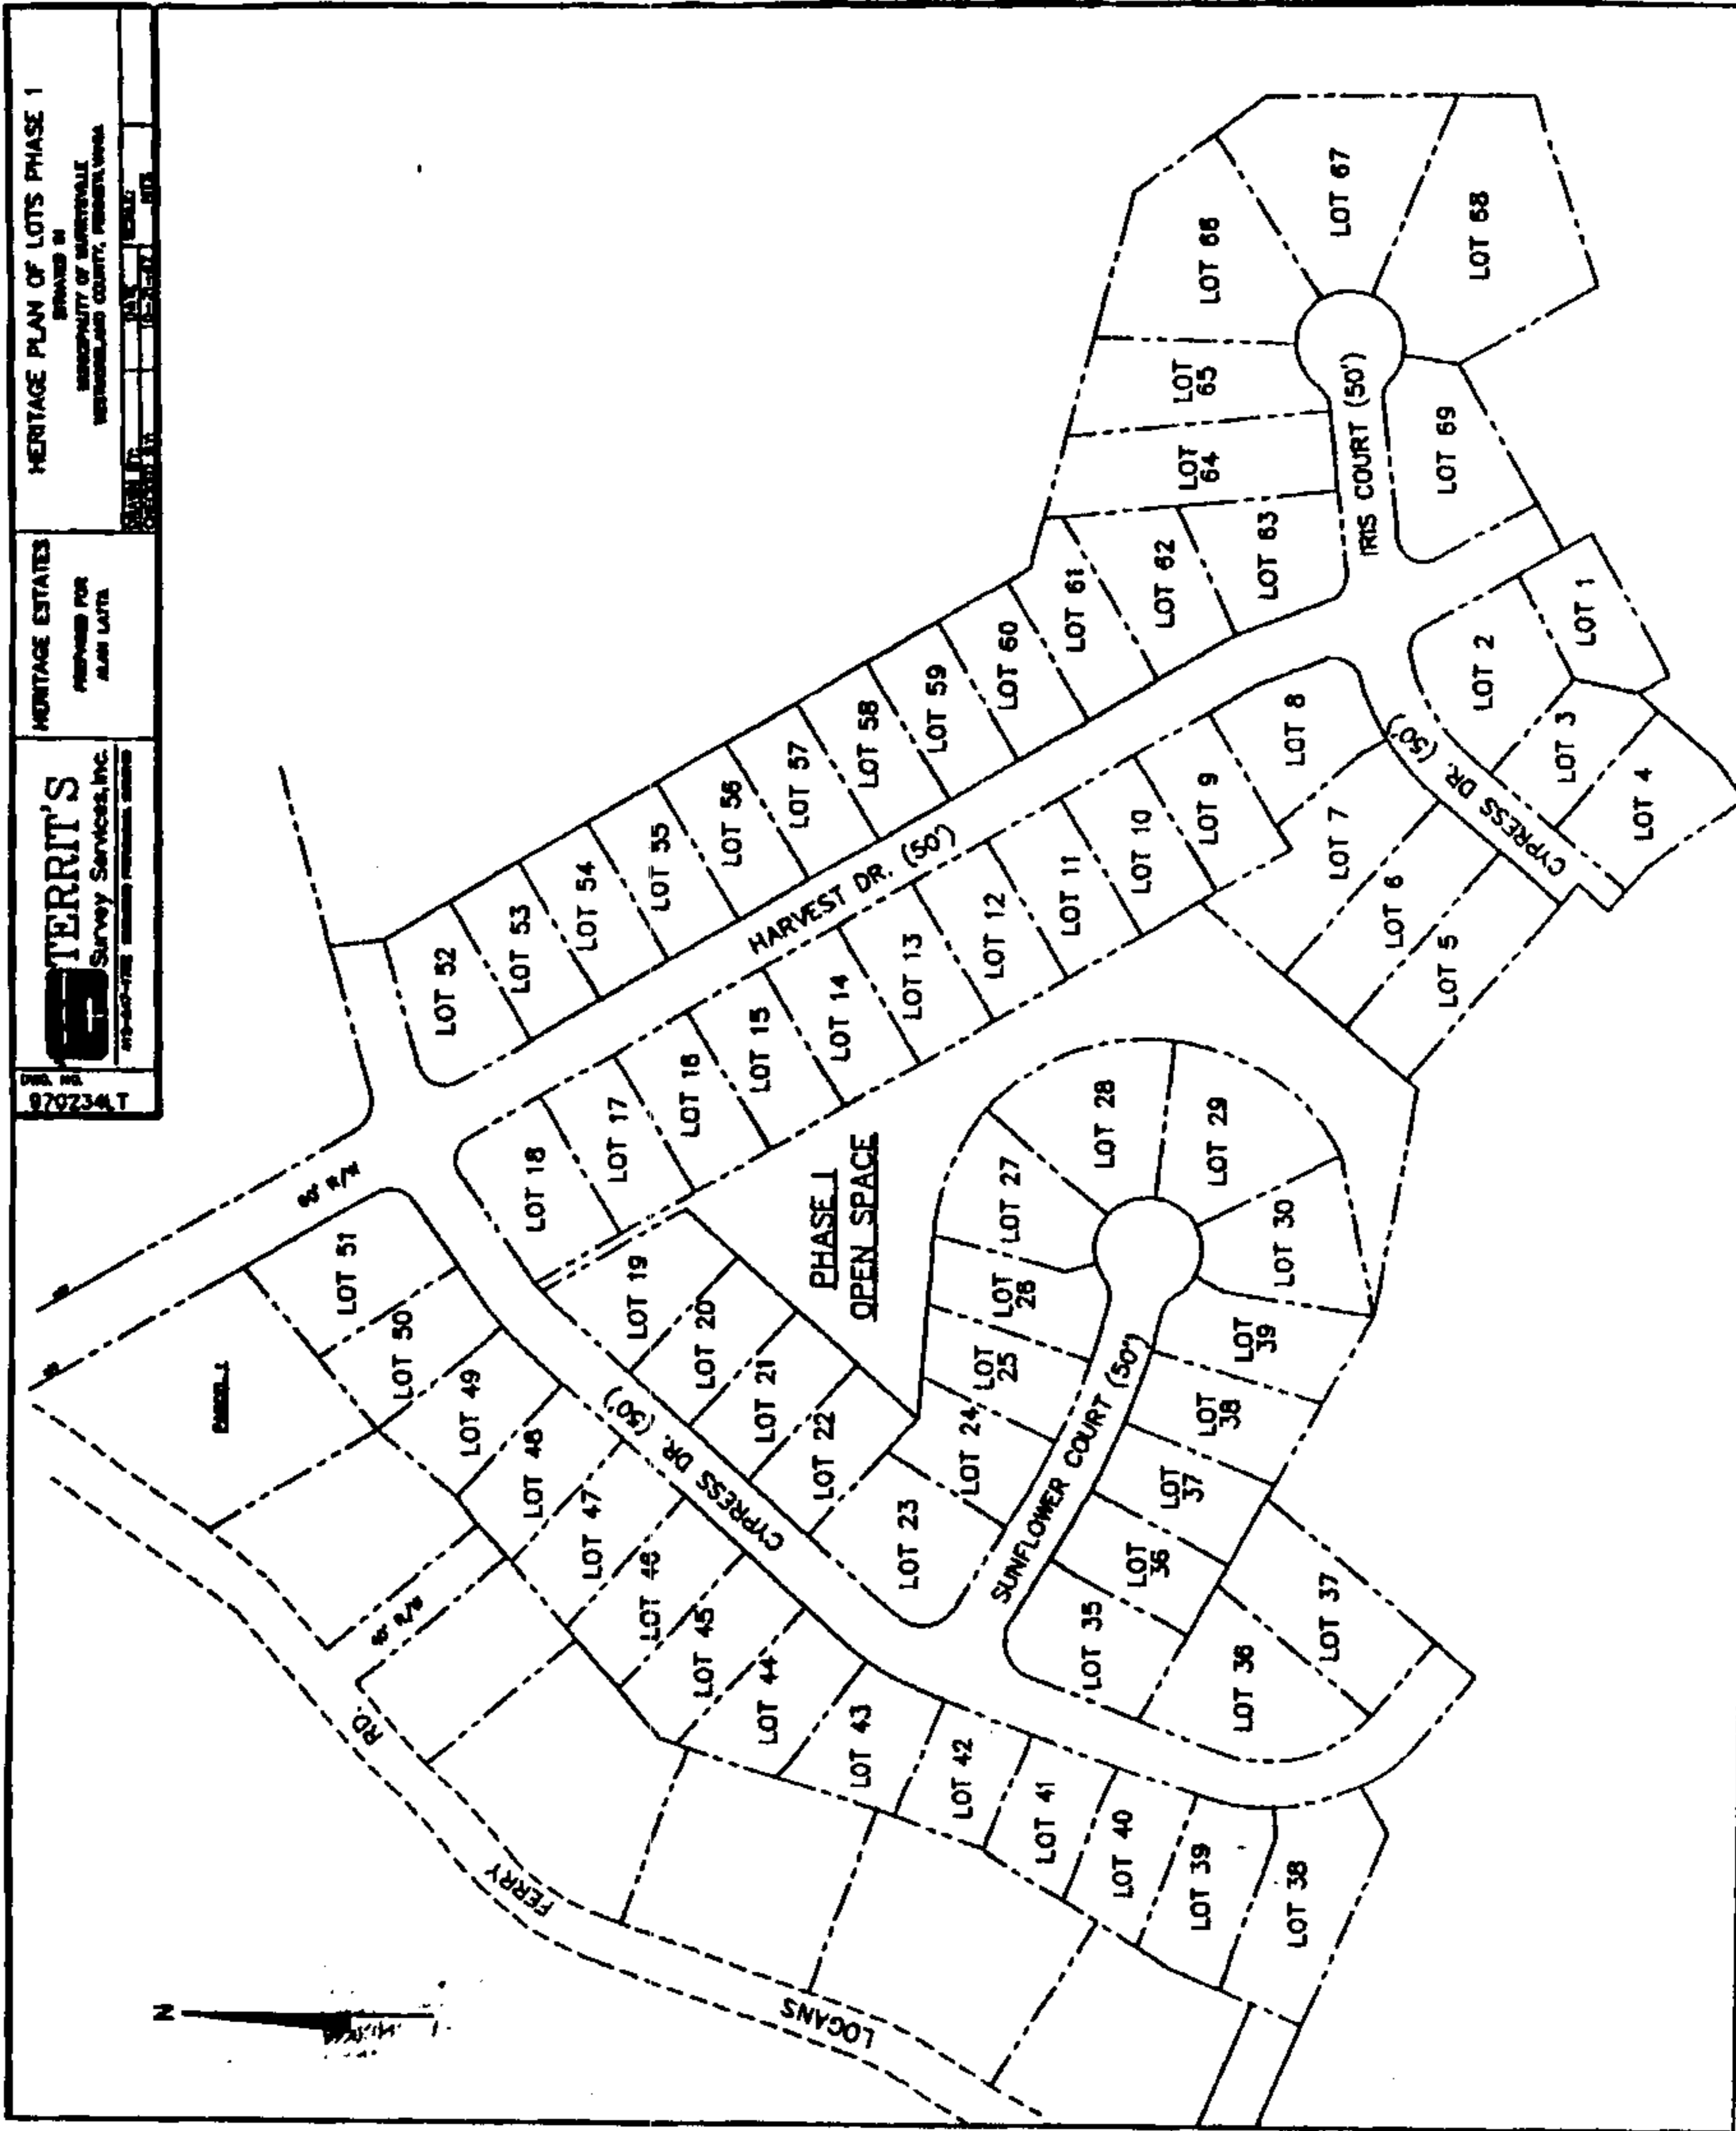 HERITAGE PLAN OF LOTS PHASE 1
HERITAGE ESTATES
PREPARED FOR
ALAN LAITA
TERRIT'S
Survey Services, Inc.
DWG. NO.
970234LT
N
LOT 67
LOT 66
LOT 68
LOT
65
LOT
64
IRIS COURT (50')
LOT 69
LOT 63
LOT 62
LOT 61
LOT 60
LOT 59
LOT 58
LOT 57
LOT 56
LOT 55
LOT 54
LOT 53
LOT 52
HARVEST DR. (50')
LOT 1
LOT 2
LOT 3
LOT 4
CYPRESS DR. (50')
LOT 5
LOT 6
LOT 7
LOT 8
LOT 9
LOT 10
LOT 11
LOT 12
LOT 13
LOT 14
LOT 15
LOT 16
LOT 17
LOT 18
PHASE I
OPEN SPACE
LOT 19
LOT 20
LOT 21
LOT 22
LOT 23
LOT 24
LOT
25
LOT
26
LOT 27
LOT 28
LOT 29
LOT 30
LOT
39
LOT
38
LOT
37
LOT
36
LOT 35
SUNFLOWER COURT (50')
LOT 36
LOT 37
CYPRESS DR. (50')
LOT 51
LOT 50
LOT 49
LOT 48
LOT 47
LOT 46
LOT 45
LOT 44
LOT 43
LOT 42
LOT 41
LOT 40
LOT 39
LOT 38
LOGANS FERRY RD.